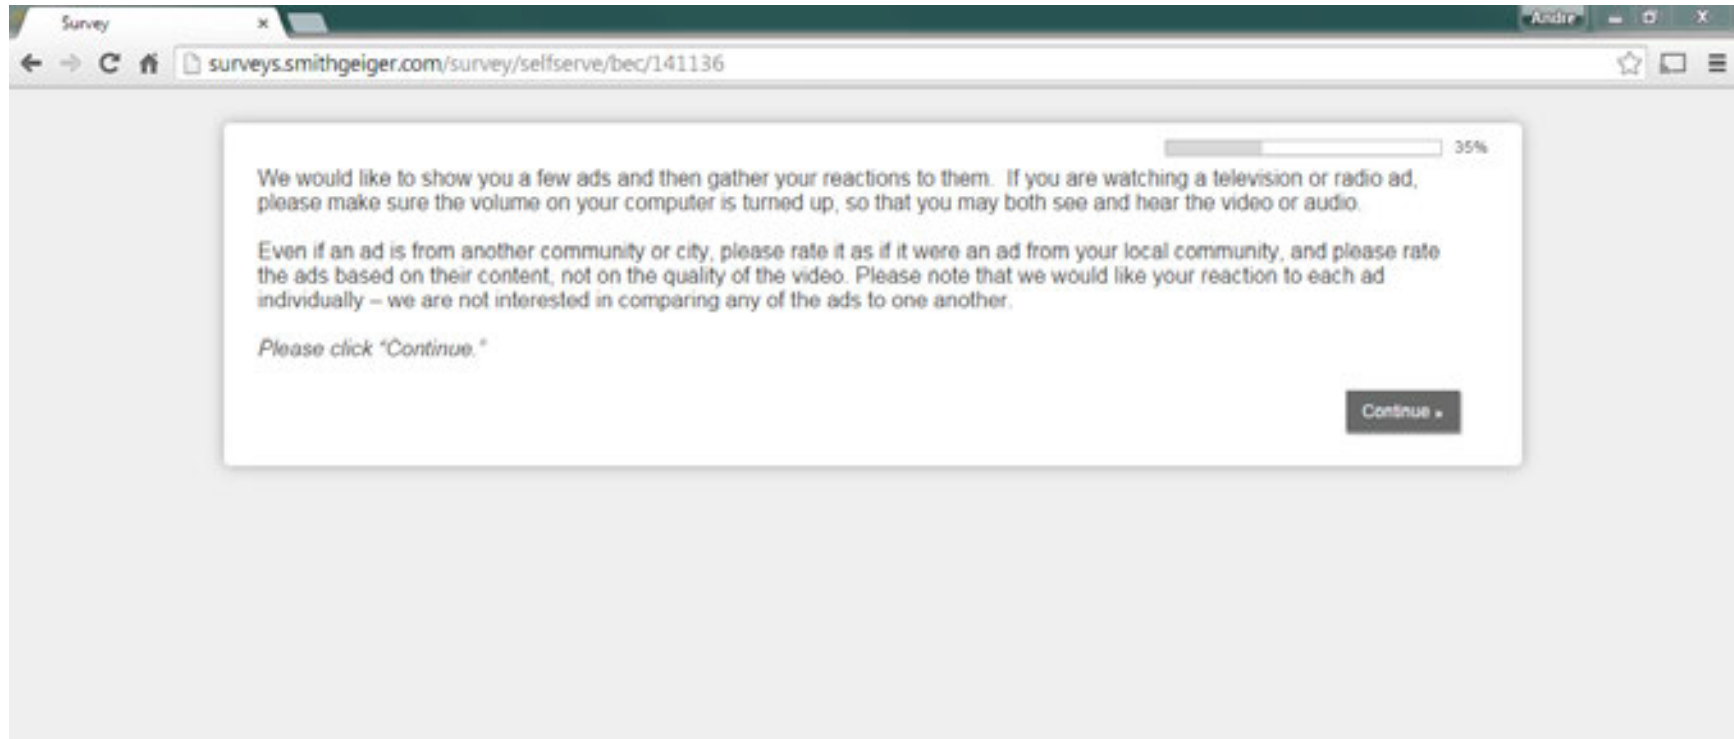 Survey
Andre
surveys.smithgeiger.com/survey/selfserve/bec/141136
35%
We would like to show you a few ads and then gather your reactions to them.  If you are watching a television or radio ad,
please make sure the volume on your computer is turned up, so that you may both see and hear the video or audio.
Even if an ad is from another community or city, please rate it as if it were an ad from your local community, and please rate
the ads based on their content, not on the quality of the video. Please note that we would like your reaction to each ad
individually – we are not interested in comparing any of the ads to one another.
Please click “Continue.”
Continue »